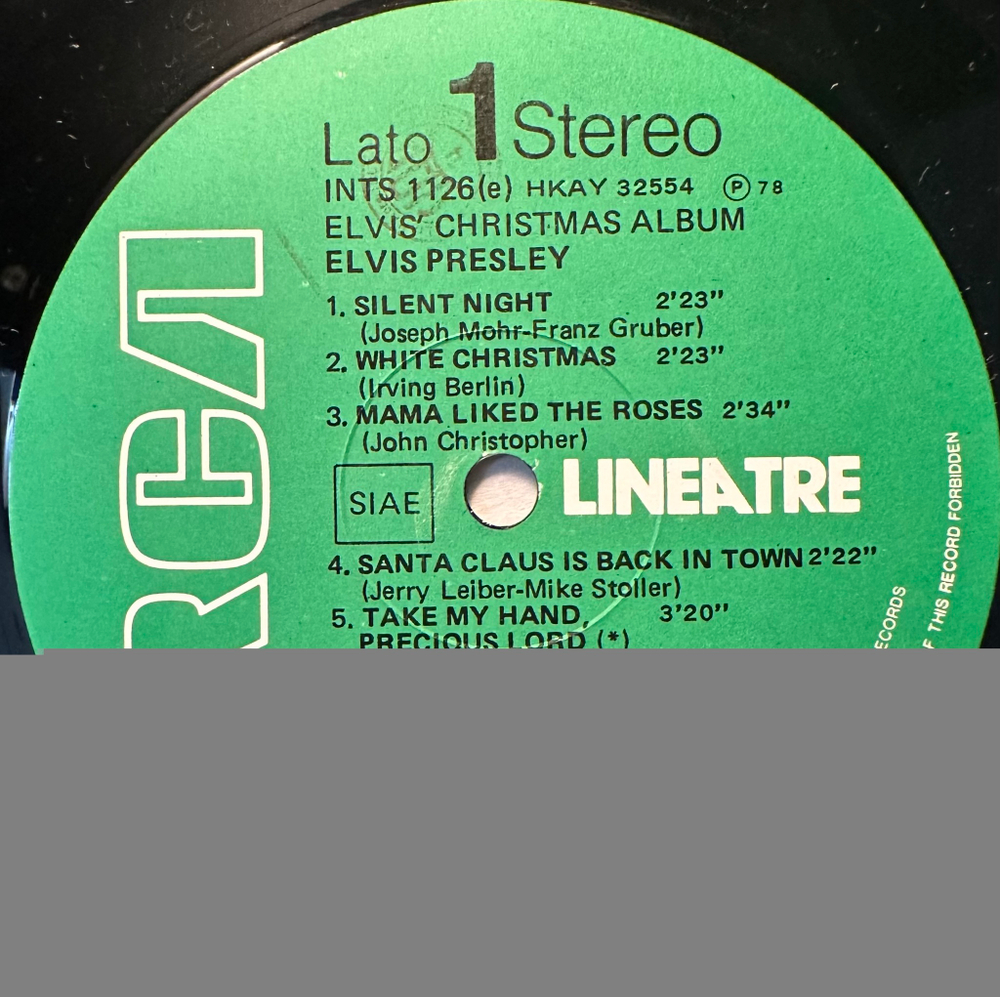 Lato 1 Stereo
INTS 1126(e) HKAY 32554 Ⓟ 78
ELVIS' CHRISTMAS ALBUM
ELVIS PRESLEY
1. SILENT NIGHT 2'23"
(Joseph Mohr-Franz Gruber)
2. WHITE CHRISTMAS 2'23"
(Irving Berlin)
3. MAMA LIKED THE ROSES 2'34"
(John Christopher)
SIAE LINEATRE
4. SANTA CLAUS IS BACK IN TOWN 2'22"
(Jerry Leiber-Mike Stoller)
5. TAKE MY HAND, 3'20"
PRECIOUS LORD (*)
RCA
THIS RECORD FORBIDDEN